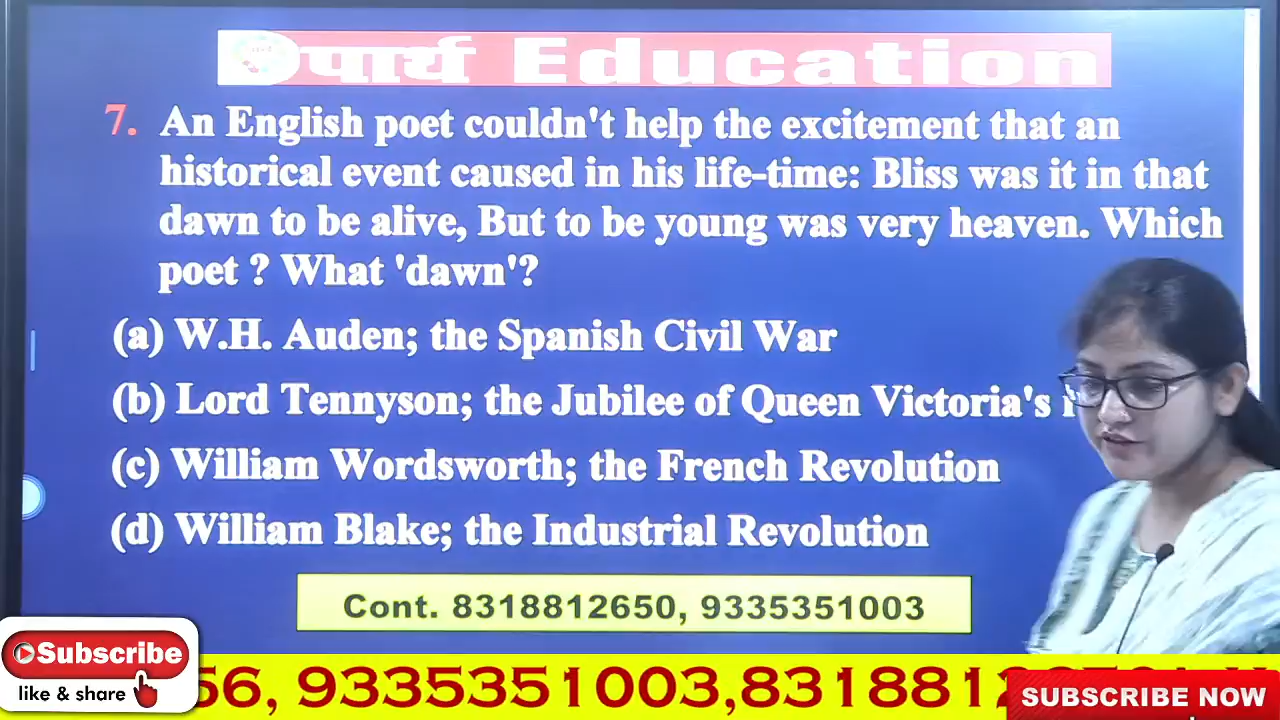 पार्य Education
7. An English poet couldn't help the excitement that an
historical event caused in his life-time: Bliss was it in that
dawn to be alive, But to be young was very heaven. Which
poet ? What 'dawn'?
(a) W.H. Auden; the Spanish Civil War
(b) Lord Tennyson; the Jubilee of Queen Victoria's
(c) William Wordsworth; the French Revolution
(d) William Blake; the Industrial Revolution
Cont. 8318812650, 9335351003
Subscribe
like & share
56, 9335351003,831881
SUBSCRIBE NOW